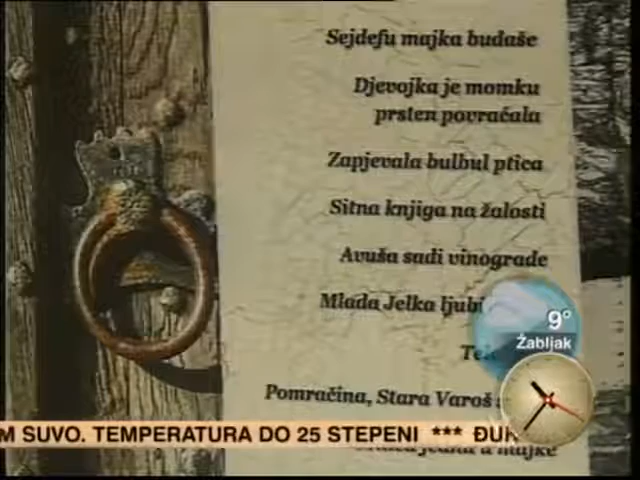 Sejdefu majka buđaše
Djevojka je momku
prsten povraćala
Zapjevala bulbul ptica
Sitna knjiga na žalosti
Avuša sadi vinograde
Mlada Jelka ljubi
9°
Žabljak
Pomračina, Stara Varoš
M SUVO. TEMPERATURA DO 25 STEPENI *** ĐUR